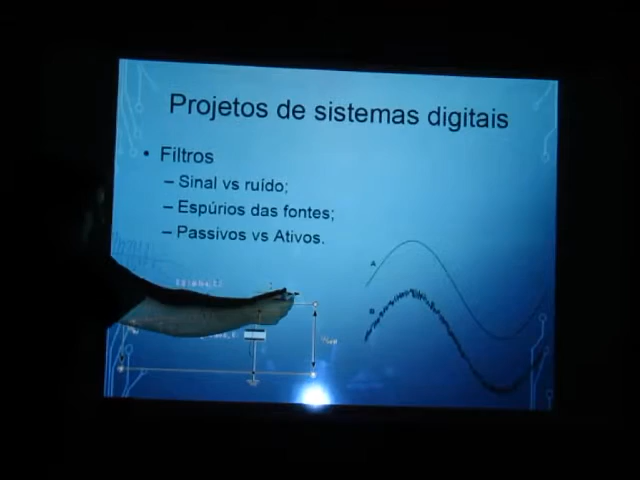 Projetos de sistemas digitais
• Filtros
– Sinal vs ruído;
– Espúrios das fontes;
– Passivos vs Ativos.
A
B